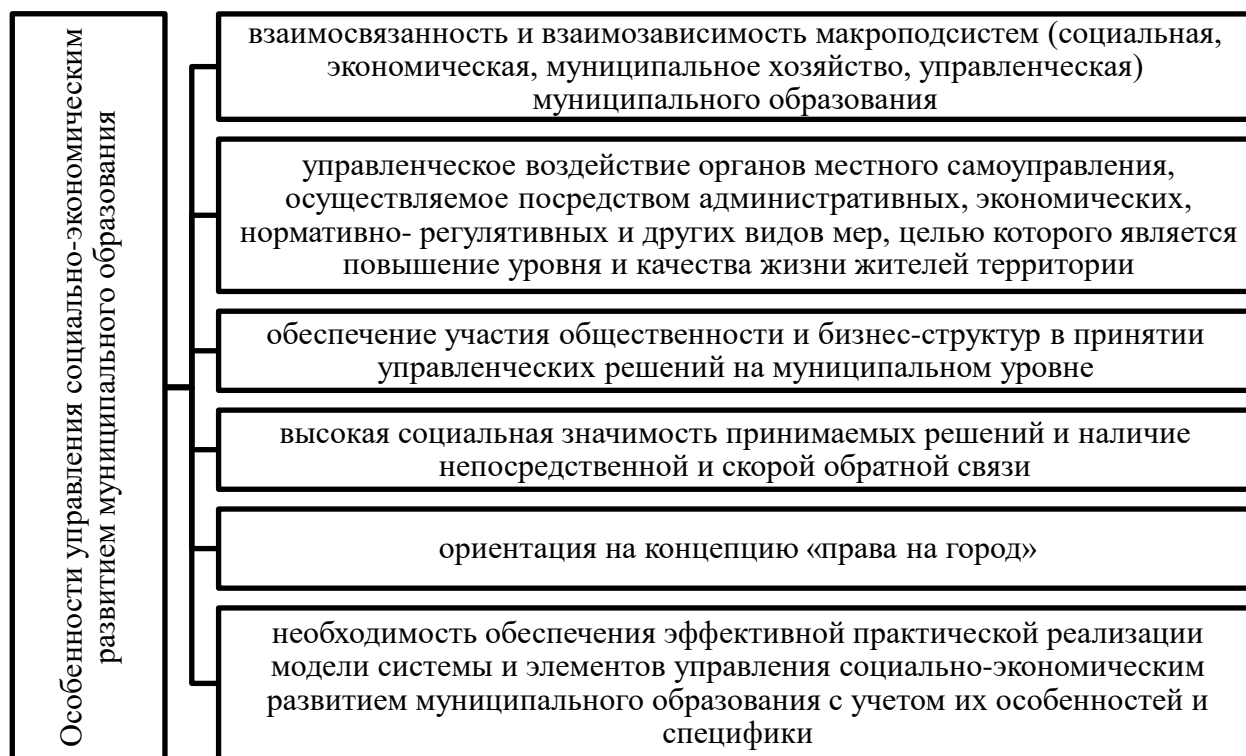 Особенности управления социально-экономическим
развитием муниципального образования
взаимосвязанность и взаимозависимость макроподсистем (социальная,
экономическая, муниципальное хозяйство, управленческая)
муниципального образования
управленческое воздействие органов местного самоуправления,
осуществляемое посредством административных, экономических,
нормативно- регулятивных и других видов мер, целью которого является
повышение уровня и качества жизни жителей территории
обеспечение участия общественности и бизнес-структур в принятии
управленческих решений на муниципальном уровне
высокая социальная значимость принимаемых решений и наличие
непосредственной и скорой обратной связи
ориентация на концепцию «права на город»
необходимость обеспечения эффективной практической реализации
модели системы и элементов управления социально-экономическим
развитием муниципального образования с учетом их особенностей и
специфики